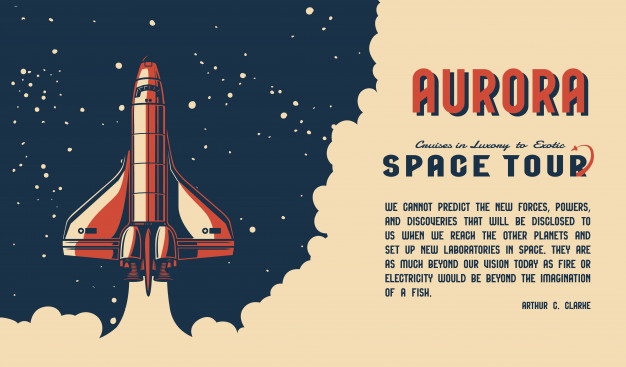 AURORA
Cruises in Luxory to Exotic
SPACE TOUR
WE CANNOT PREDICT THE NEW FORCES, POWERS,
AND DISCOVERIES THAT WILL BE DISCLOSED TO
US WHEN WE REACH THE OTHER PLANETS AND
SET UP NEW LABORATORIES IN SPACE. THEY ARE
AS MUCH BEYOND OUR VISION TODAY AS FIRE OR
ELECTRICITY WOULD BE BEYOND THE IMAGINATION
OF A FISH.
ARTHUR C. CLARKE